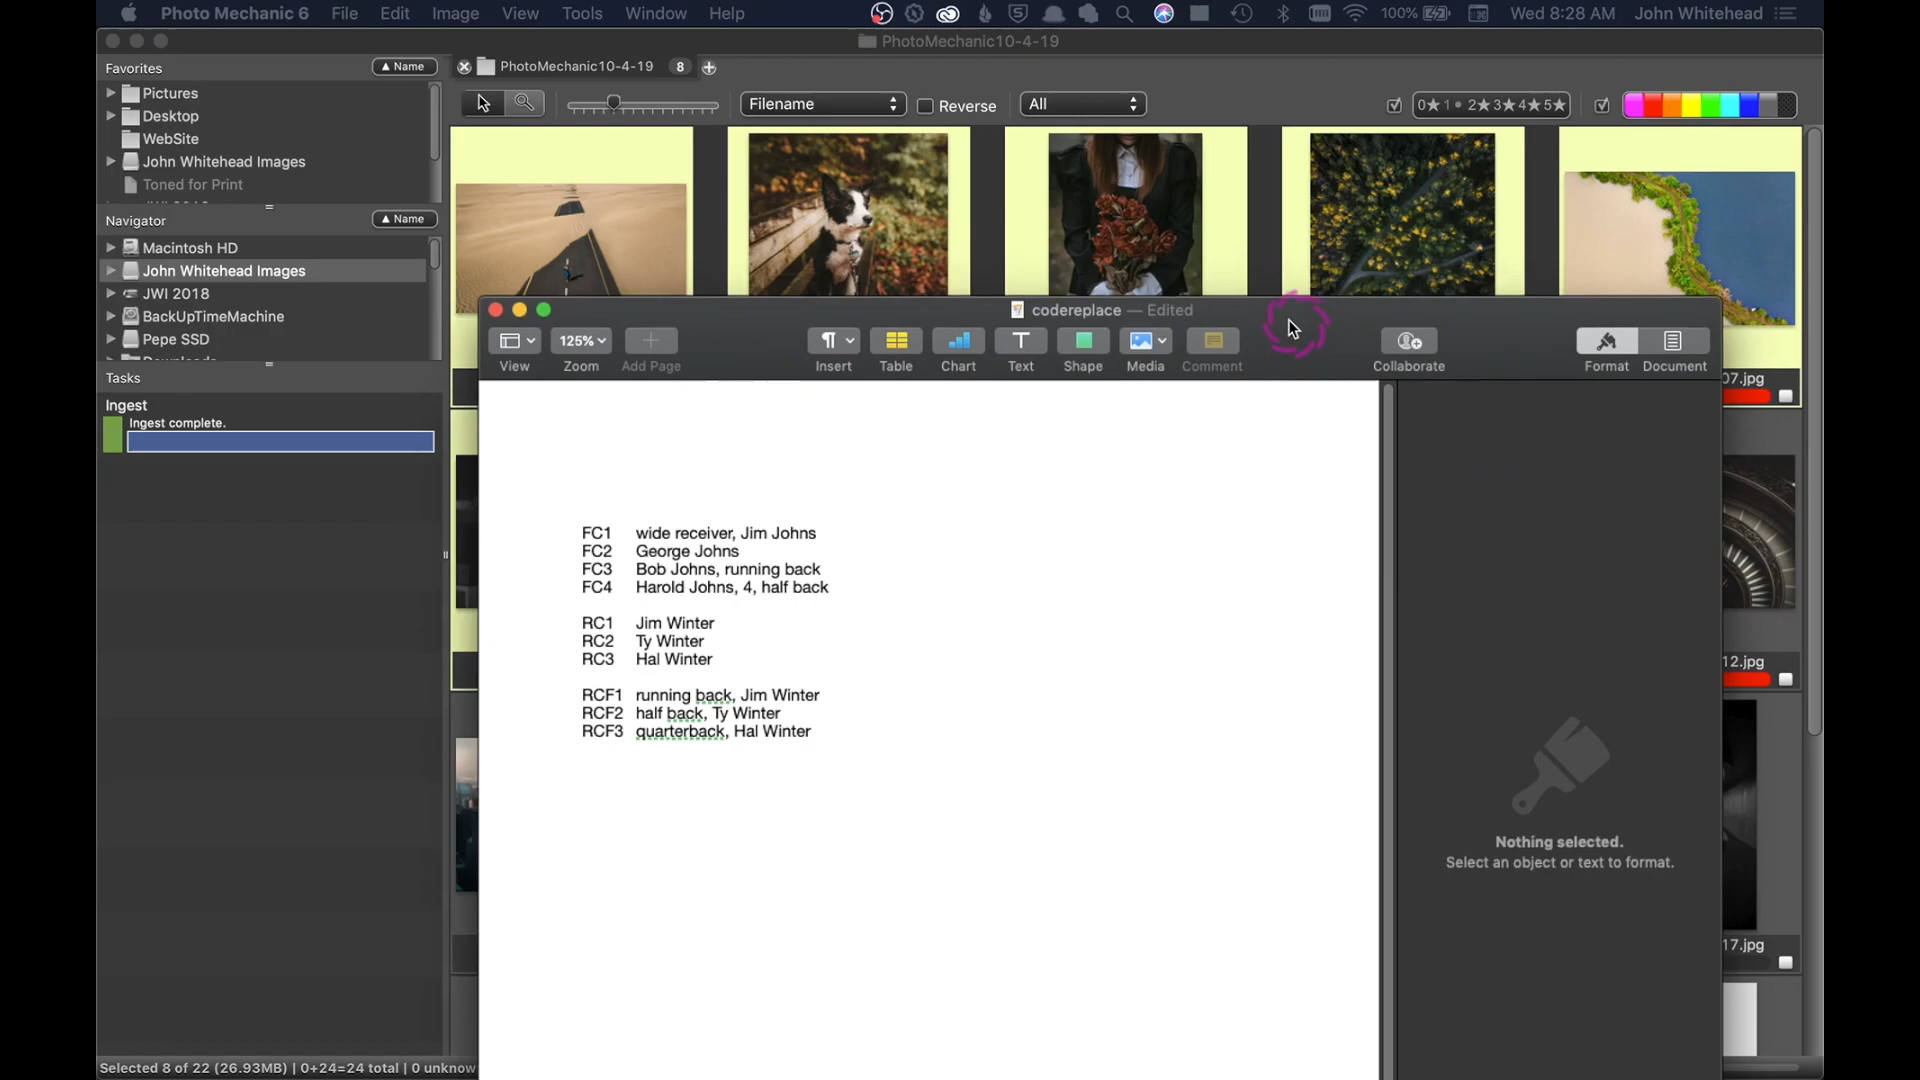 Photo Mechanic 6 File Edit Image View Tools Window Help 100% Wed 8:28 AM John Whitehead
PhotoMechanic10-4-19
Favorites ▲ Name
PhotoMechanic10-4-19 8
Pictures
Desktop
WebSite
John Whitehead Images
Toned for Print
Filename Reverse All 0★1•2★3★4★5★
Navigator ▲ Name
Macintosh HD
John Whitehead Images
JWI 2018
BackUpTimeMachine
Pepe SSD
Tasks
Ingest
Ingest complete.
codereplace — Edited
125%
View Zoom Add Page Insert Table Chart Text Shape Media Comment Collaborate Format Document
07.jpg
FC1 wide receiver, Jim Johns
FC2 George Johns
FC3 Bob Johns, running back
FC4 Harold Johns, 4, half back
RC1 Jim Winter
RC2 Ty Winter
RC3 Hal Winter
RCF1 running back, Jim Winter
RCF2 half back, Ty Winter
RCF3 quarterback, Hal Winter
12.jpg
Nothing selected.
Select an object or text to format.
17.jpg
Selected 8 of 22 (26.93MB) | 0+24=24 total | 0 unknow